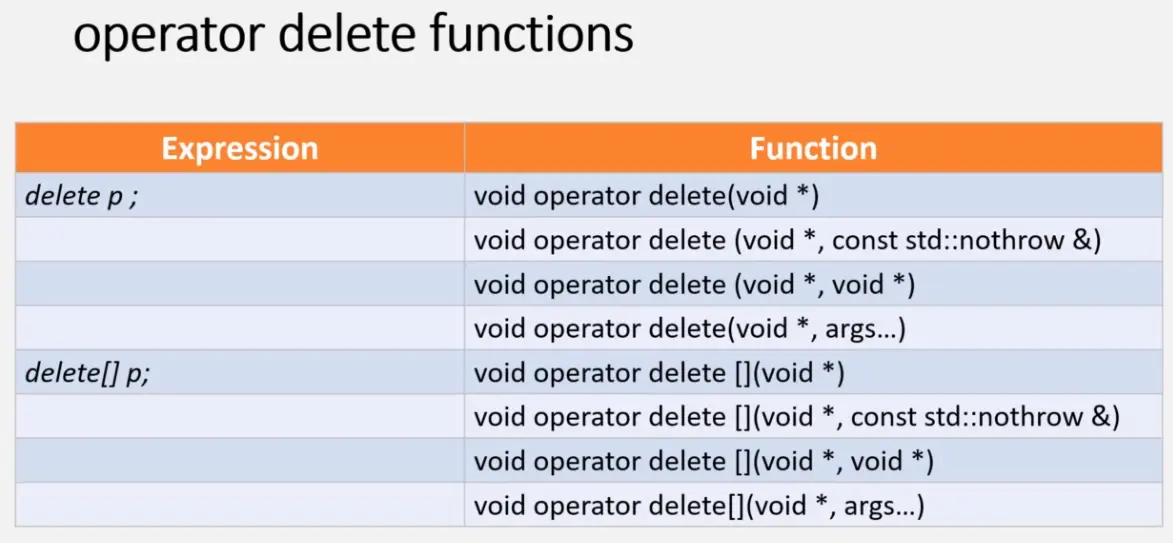 operator delete functions
Expression Function
delete p ; void operator delete(void *)
void operator delete (void *, const std::nothrow &)
void operator delete (void *, void *)
void operator delete(void *, args…)
delete[] p; void operator delete [](void *)
void operator delete [](void *, const std::nothrow &)
void operator delete [](void *, void *)
void operator delete[](void *, args…)